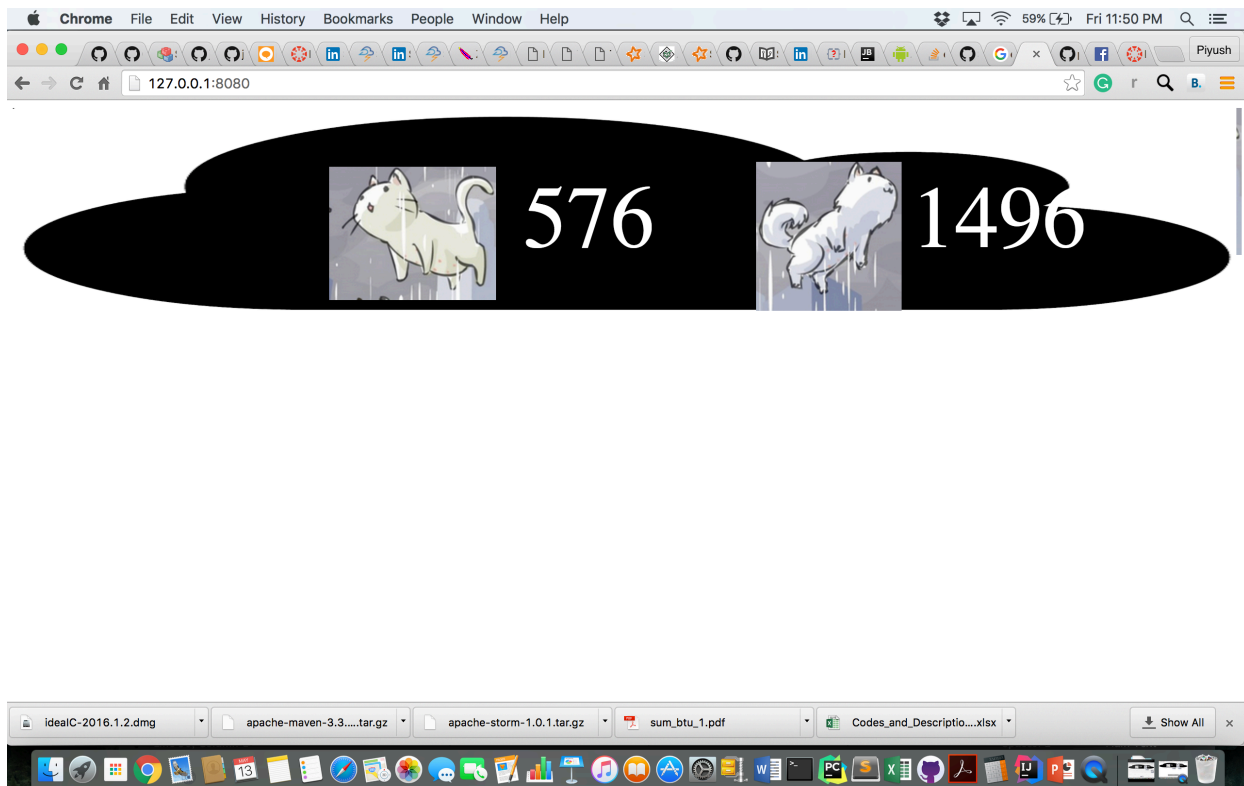 Chrome File Edit View History Bookmarks People Window Help 59% Fri 11:50 PM
Piyush
127.0.0.1:8080
576 1496
idealC-2016.1.2.dmg apache-maven-3.3....tar.gz apache-storm-1.0.1.tar.gz sum_btu_1.pdf Codes_and_Descriptio....xlsx Show All